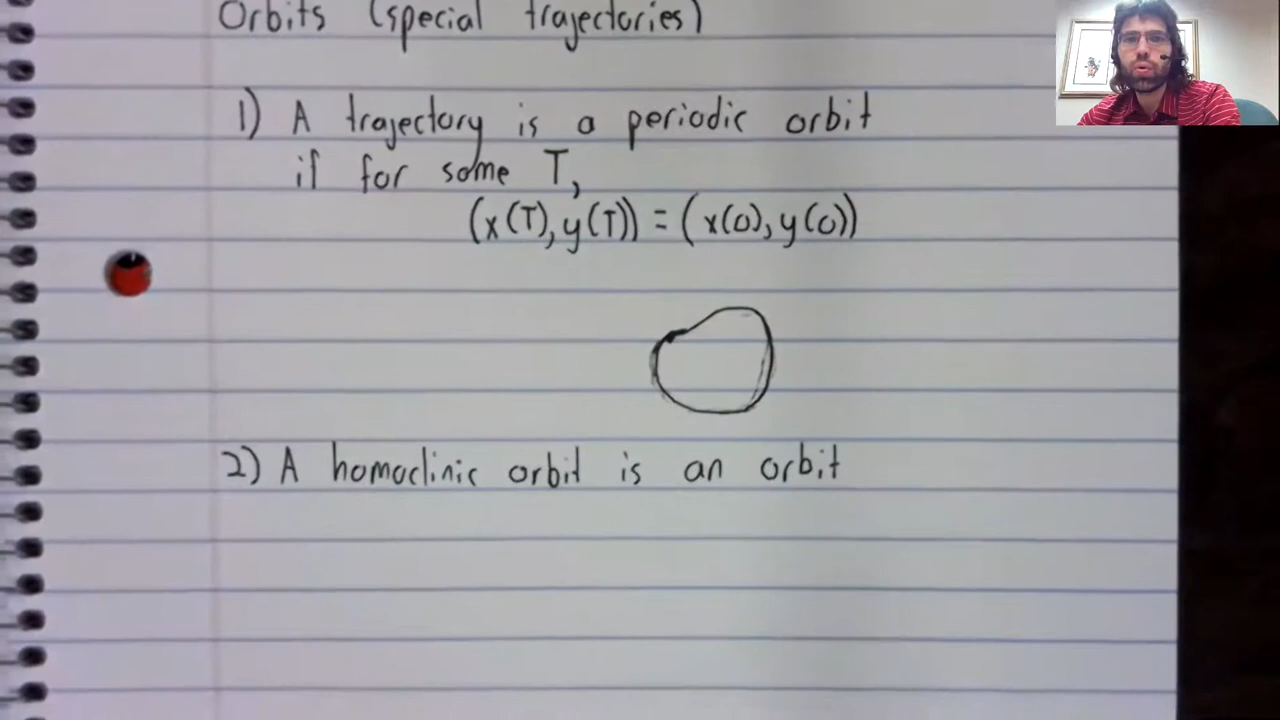 Orbits (special trajectories)
1) A trajectory is a periodic orbit
if for some T,
(x(T), y(T)) = (x(0), y(0))
2) A homoclinic orbit is an orbit